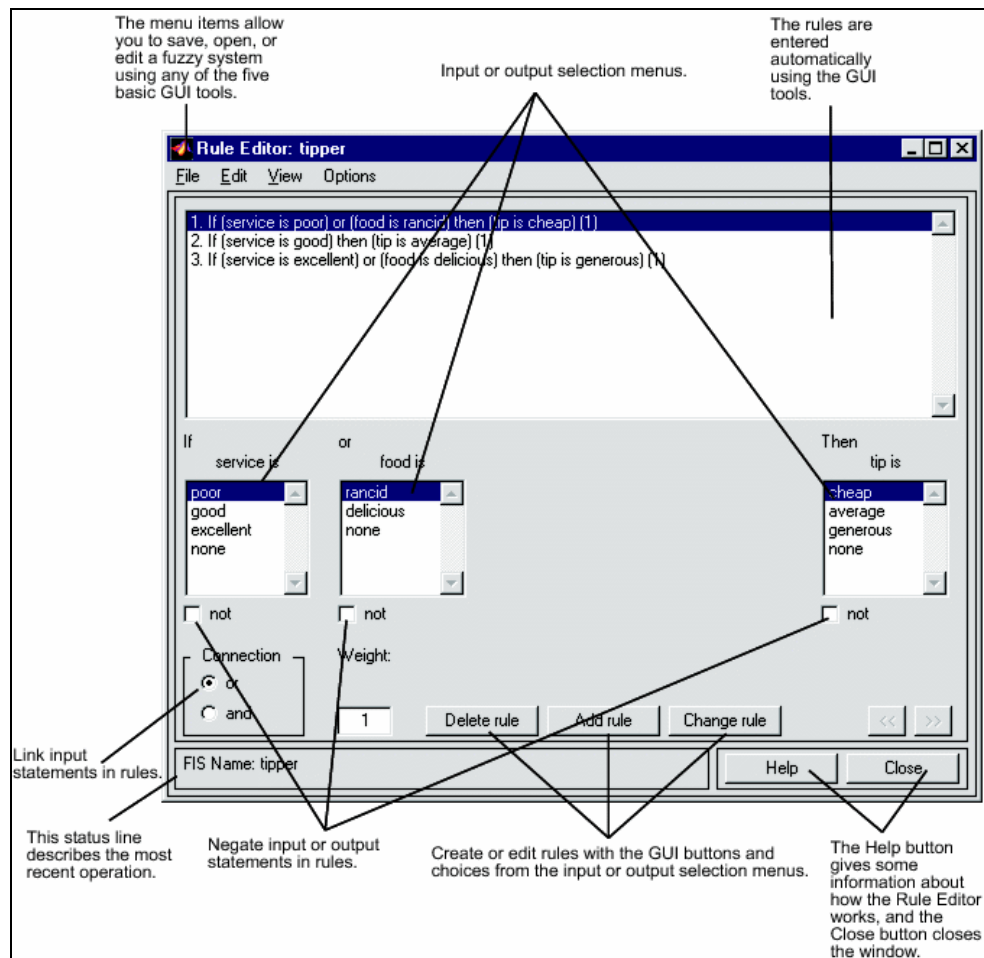 The menu items allow
you to save, open, or
edit a fuzzy system
using any of the five
basic GUI tools.
Input or output selection menus.
The rules are
entered
automatically
using the GUI
tools.
Rule Editor: tipper
File Edit View Options
1. If (service is poor) or (food is rancid) then (tip is cheap) (1)
2. If (service is good) then (tip is average) (1)
3. If (service is excellent) or (food is delicious) then (tip is generous) (1)
If or Then
service is food is tip is
poor rancid cheap
good delicious average
excellent none generous
none none
not not not
Connection Weight:
or
and 1 Delete rule Add rule Change rule << >>
Link input
statements in rules.
FIS Name: tipper Help Close
This status line
describes the most
recent operation.
Negate input or output
statements in rules.
Create or edit rules with the GUI buttons and
choices from the input or output selection menus.
The Help button
gives some
information about
how the Rule Editor
works, and the
Close button closes
the window.